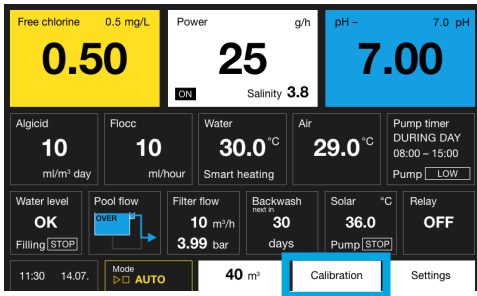 Free chlorine 0.5 mg/L
0.50
Power g/h
25
ON Salinity 3.8
pH – 7.0 pH
7.00
Algicid
10
ml/m³ day
Flocc
10
ml/hour
Water
30.0 °C
Smart heating
Air
29.0 °C
Pump timer
DURING DAY
08:00 – 15:00
Pump LOW
Water level
OK
Filling STOP
Pool flow
OVER
Filter flow
10 m³/h
3.99 bar
Backwash
next in
30
days
Solar °C
36.0
Pump STOP
Relay
OFF
11:30 14.07.
Mode
AUTO
40 m³
Calibration
Settings